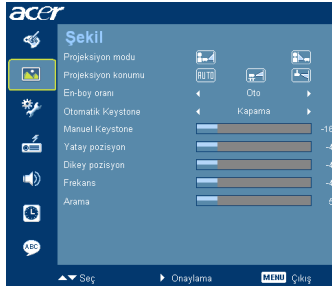 acer
Şekil
Projeksiyon modu
Projeksiyon konumu AUTO
En-boy oranı Oto
Otomatik Keystone Kapama
Manuel Keystone
Yatay pozisyon
Dikey pozisyon
Frekans
Arama
ABC
Seç Onaylama MENU Çıkış